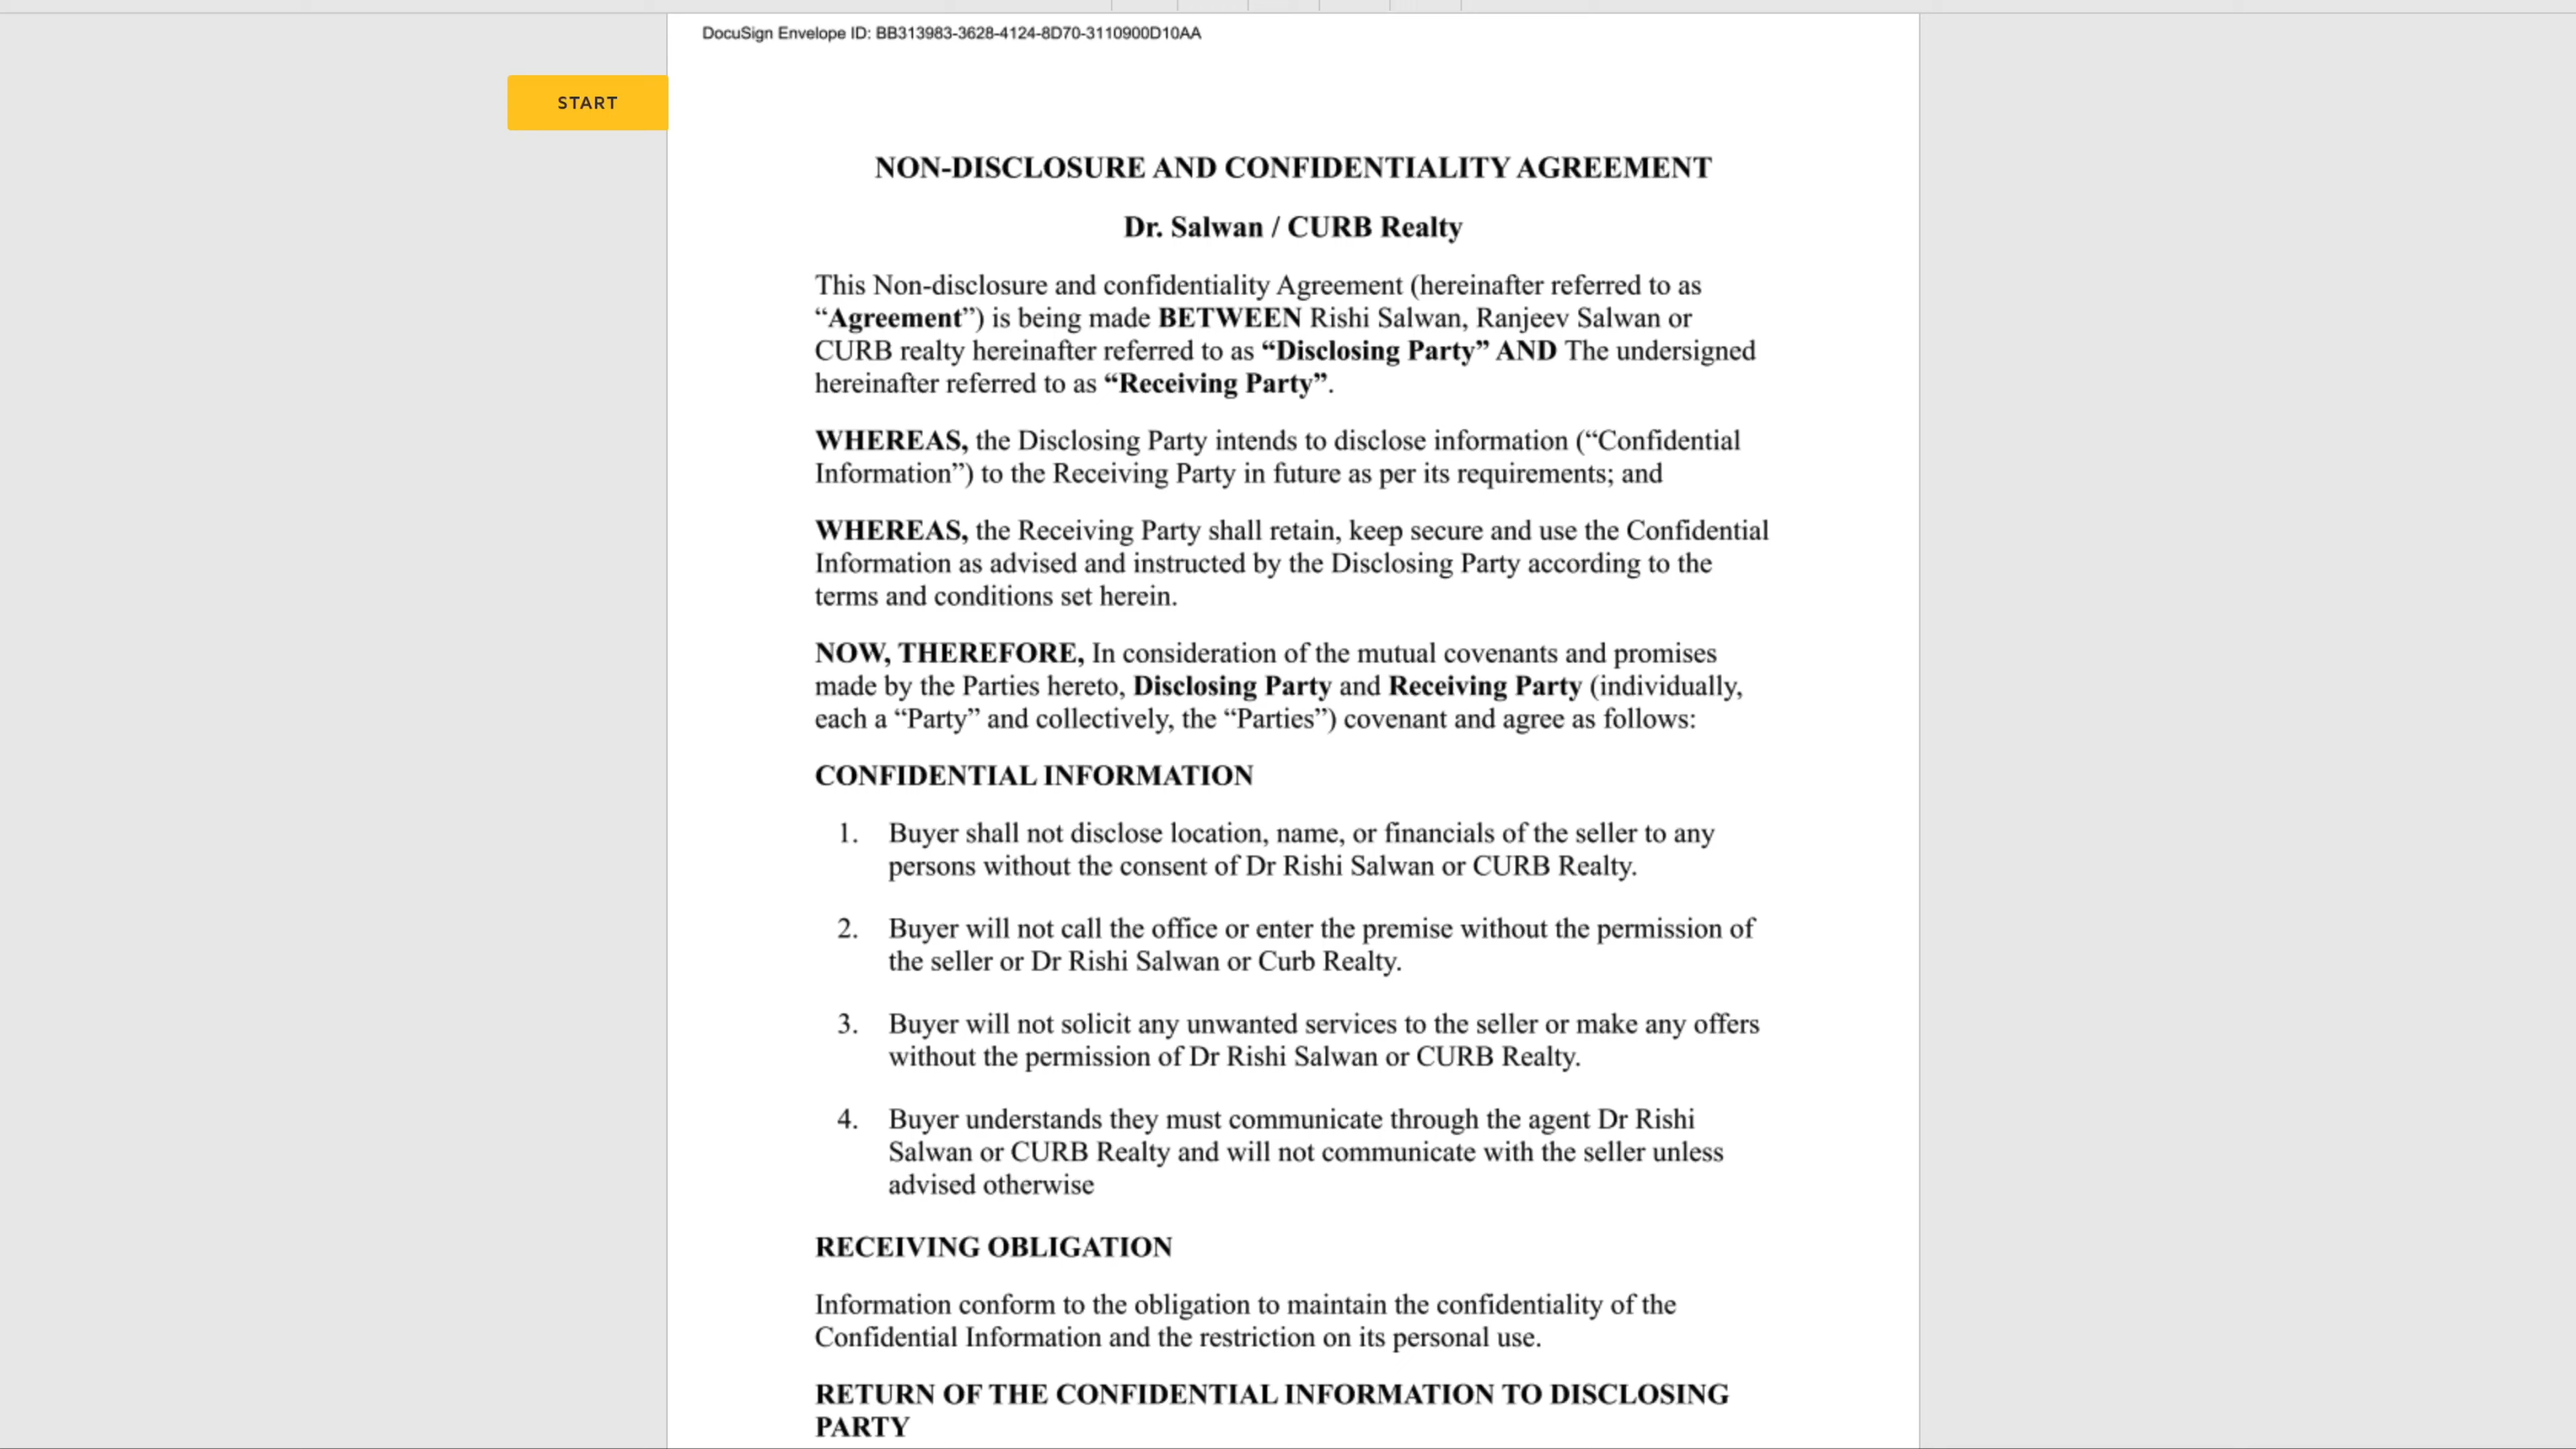 DocuSign Envelope ID: BB313983-3628-4124-8D70-3110900D10AA
START
NON-DISCLOSURE AND CONFIDENTIALITY AGREEMENT
Dr. Salwan / CURB Realty
This Non-disclosure and confidentiality Agreement (hereinafter referred to as
“Agreement”) is being made BETWEEN Rishi Salwan, Ranjeev Salwan or
CURB realty hereinafter referred to as “Disclosing Party” AND The undersigned
hereinafter referred to as “Receiving Party”.
WHEREAS, the Disclosing Party intends to disclose information (“Confidential
Information”) to the Receiving Party in future as per its requirements; and
WHEREAS, the Receiving Party shall retain, keep secure and use the Confidential
Information as advised and instructed by the Disclosing Party according to the
terms and conditions set herein.
NOW, THEREFORE, In consideration of the mutual covenants and promises
made by the Parties hereto, Disclosing Party and Receiving Party (individually,
each a “Party” and collectively, the “Parties”) covenant and agree as follows:
CONFIDENTIAL INFORMATION
1. Buyer shall not disclose location, name, or financials of the seller to any
persons without the consent of Dr Rishi Salwan or CURB Realty.
2. Buyer will not call the office or enter the premise without the permission of
the seller or Dr Rishi Salwan or Curb Realty.
3. Buyer will not solicit any unwanted services to the seller or make any offers
without the permission of Dr Rishi Salwan or CURB Realty.
4. Buyer understands they must communicate through the agent Dr Rishi
Salwan or CURB Realty and will not communicate with the seller unless
advised otherwise
RECEIVING OBLIGATION
Information conform to the obligation to maintain the confidentiality of the
Confidential Information and the restriction on its personal use.
RETURN OF THE CONFIDENTIAL INFORMATION TO DISCLOSING
PARTY